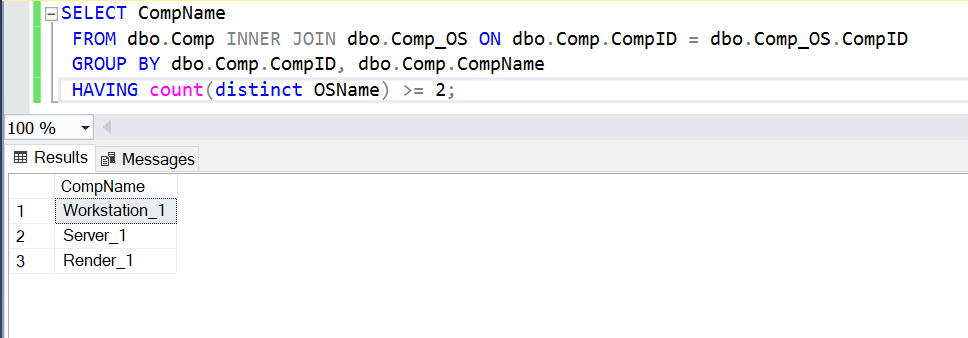 SELECT CompName
FROM dbo.Comp INNER JOIN dbo.Comp_OS ON dbo.Comp.CompID = dbo.Comp_OS.CompID
GROUP BY dbo.Comp.CompID, dbo.Comp.CompName
HAVING count(distinct OSName) >= 2;
100 %
Results Messages
CompName
1 Workstation_1
2 Server_1
3 Render_1